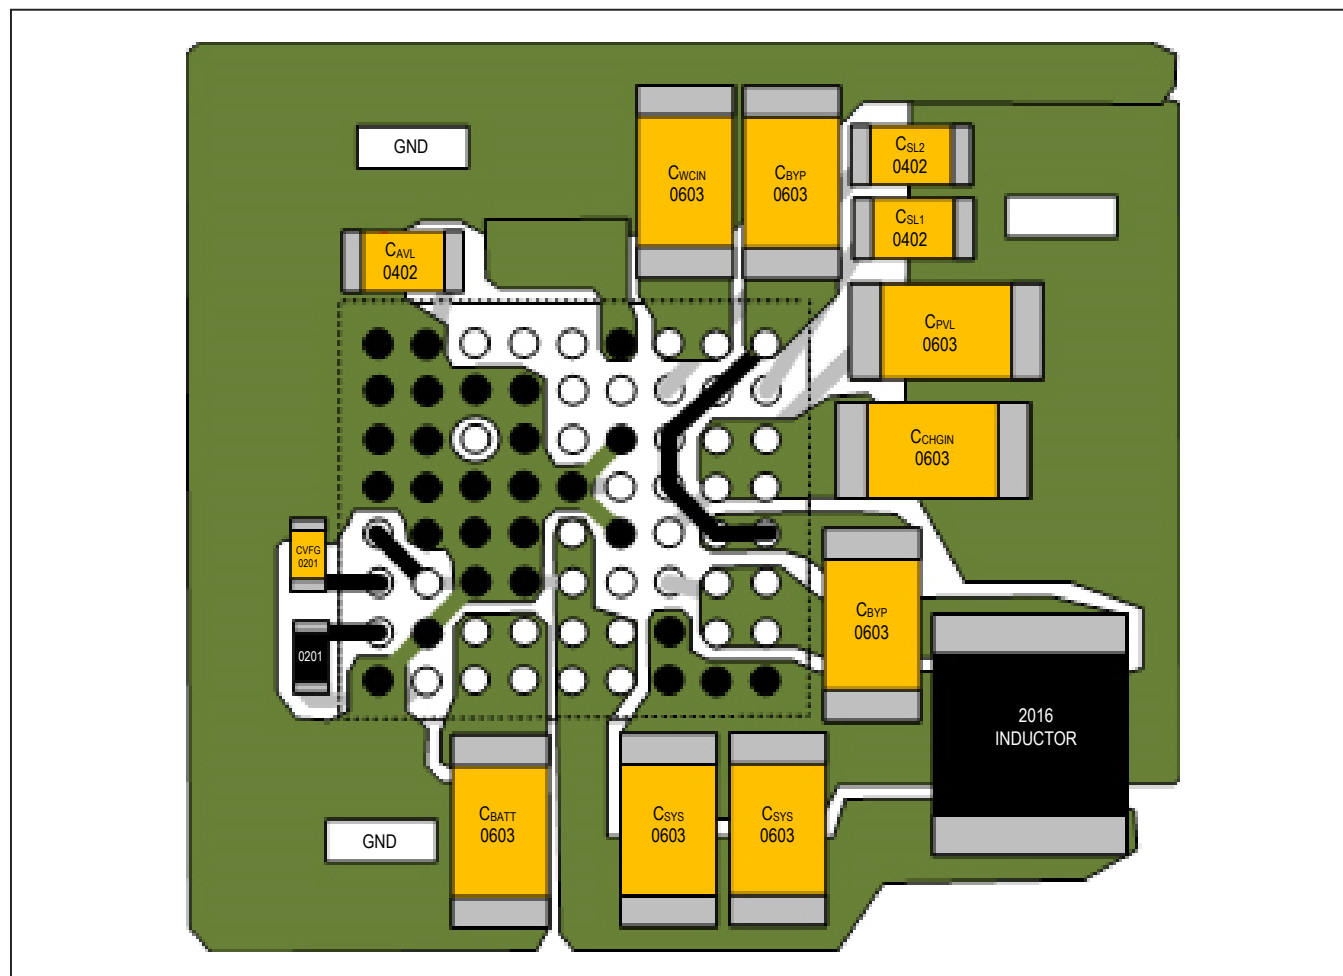 GND
CWCIN
0603
CBYP
0603
CSL2
0402
CSL1
0402
CAVL
0402
CPVL
0603
CCHGIN
0603
CVFG
0201
0201
CBYP
0603
2016
INDUCTOR
GND
CBATT
0603
CSYS
0603
CSYS
0603